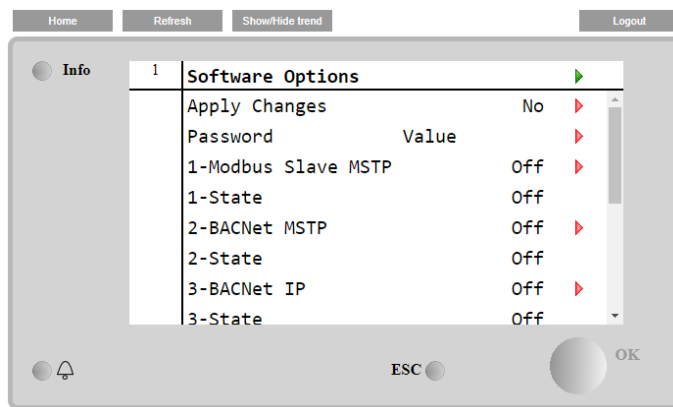 Home Refresh Show/Hide trend Logout
Info
1 Software Options
Apply Changes No
Password Value
1-Modbus Slave MSTP Off
1-State Off
2-BACNet MSTP Off
2-State Off
3-BACNet IP Off
3-State Off
ESC OK